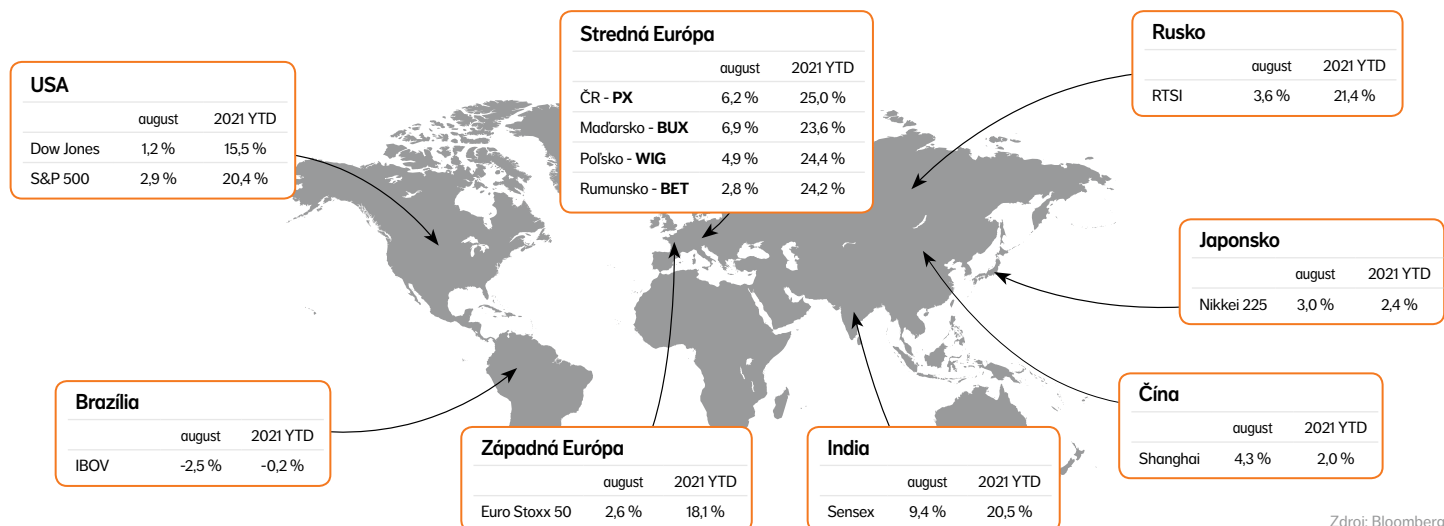 USA
august 2021 YTD
Dow Jones 1,2 % 15,5 %
S&P 500 2,9 % 20,4 %
Stredná Európa
august 2021 YTD
ČR - PX 6,2 % 25,0 %
Maďarsko - BUX 6,9 % 23,6 %
Poľsko - WIG 4,9 % 24,4 %
Rumunsko - BET 2,8 % 24,2 %
Rusko
august 2021 YTD
RTSI 3,6 % 21,4 %
Japonsko
august 2021 YTD
Nikkei 225 3,0 % 2,4 %
Brazília
august 2021 YTD
IBOV -2,5 % -0,2 %
Západná Európa
august 2021 YTD
Euro Stoxx 50 2,6 % 18,1 %
India
august 2021 YTD
Sensex 9,4 % 20,5 %
Čína
august 2021 YTD
Shanghai 4,3 % 2,0 %
Zdroj: Bloomberg